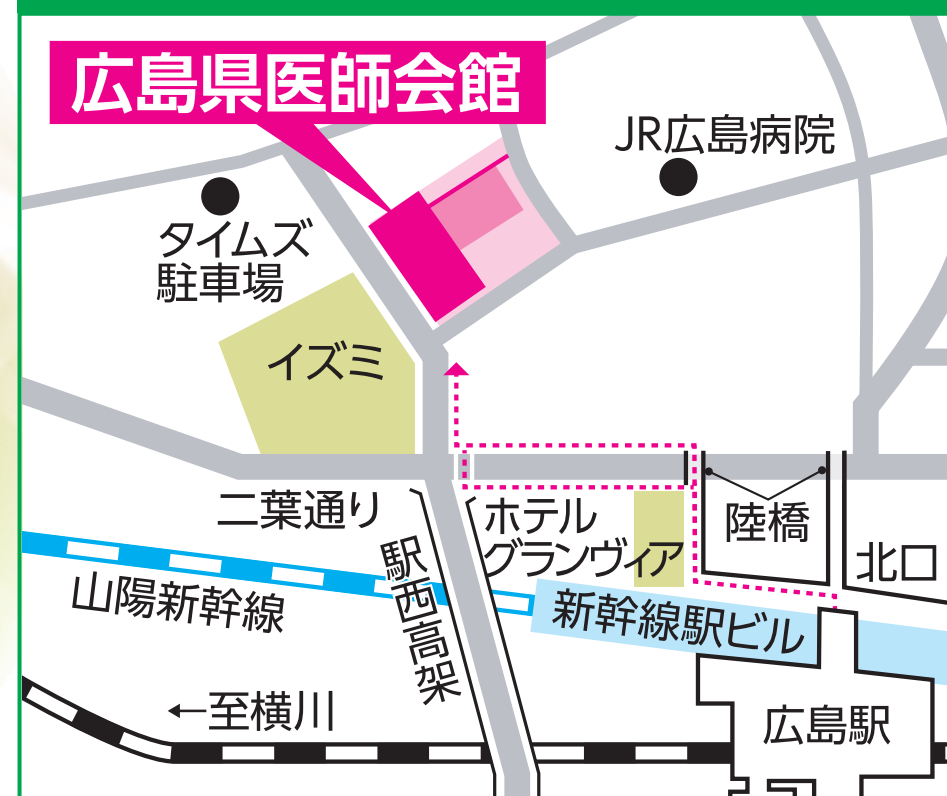 広島県医師会館
JR広島病院
タイムズ
駐車場
イズミ
二葉通り
ホテル
グランヴィア
陸橋
北口
駅西高架
山陽新幹線
新幹線駅ビル
←至横川
広島駅